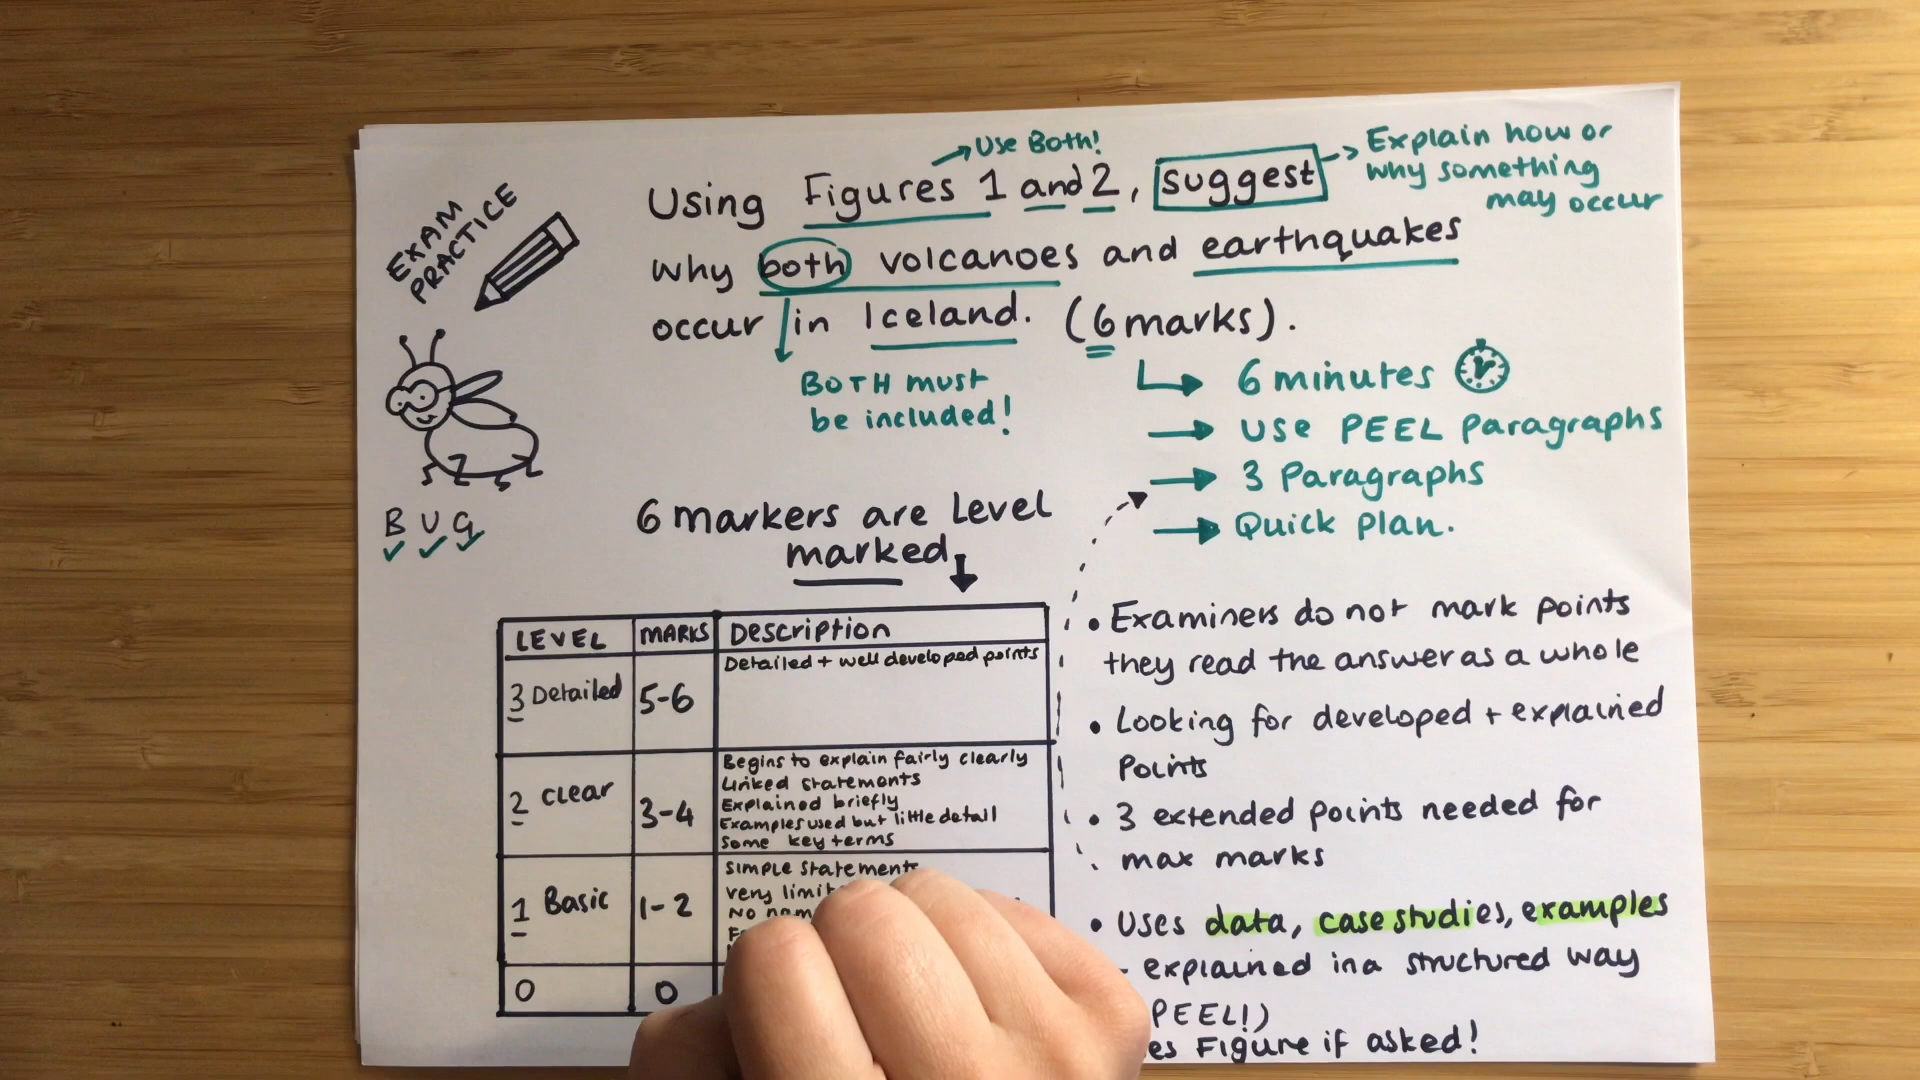 EXAM
PRACTICE
BUG
Using Figures 1 and 2, suggest
why both volcanoes and earthquakes
occur in Iceland. (6 marks).
Use Both!
Explain how or
why something
may occur
BOTH must
be included!
6 minutes
USE PEEL Paragraphs
3 Paragraphs
Quick Plan.
6 markers are Level
marked
LEVEL MARKS Description
3 Detailed 5-6 Detailed + well developed points
2 clear 3-4 Begins to explain fairly clearly
Linked statements
Explained briefly
Examples used but little detail
Some key terms
1 Basic 1-2 Simple statements
very
No
0 0
• Examiners do not mark points
they read the answer as a whole
• Looking for developed + explained
Points
• 3 extended points needed for
max marks
• Uses data, case studies, examples
- explained in a structured way
PEEL!)
Figure if asked!